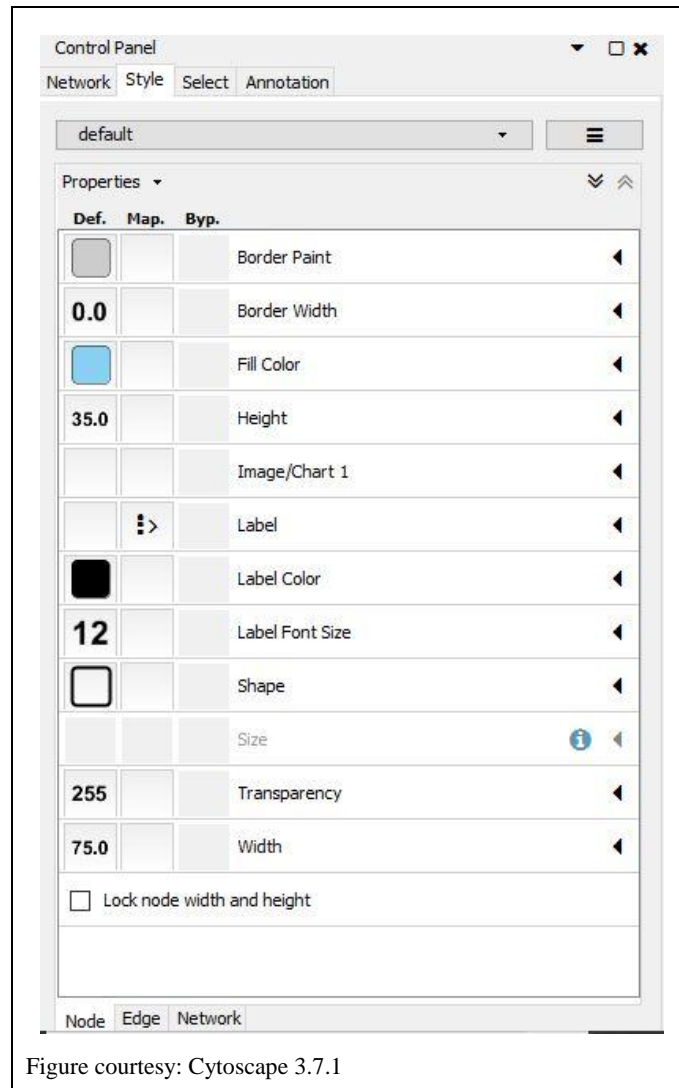 Control Panel
Network Style Select Annotation
default
Properties
Def. Map. Byp.
Border Paint
0.0 Border Width
Fill Color
35.0 Height
Image/Chart 1
Label
Label Color
12 Label Font Size
Shape
Size
255 Transparency
75.0 Width
Lock node width and height
Node Edge Network
Figure courtesy: Cytoscape 3.7.1